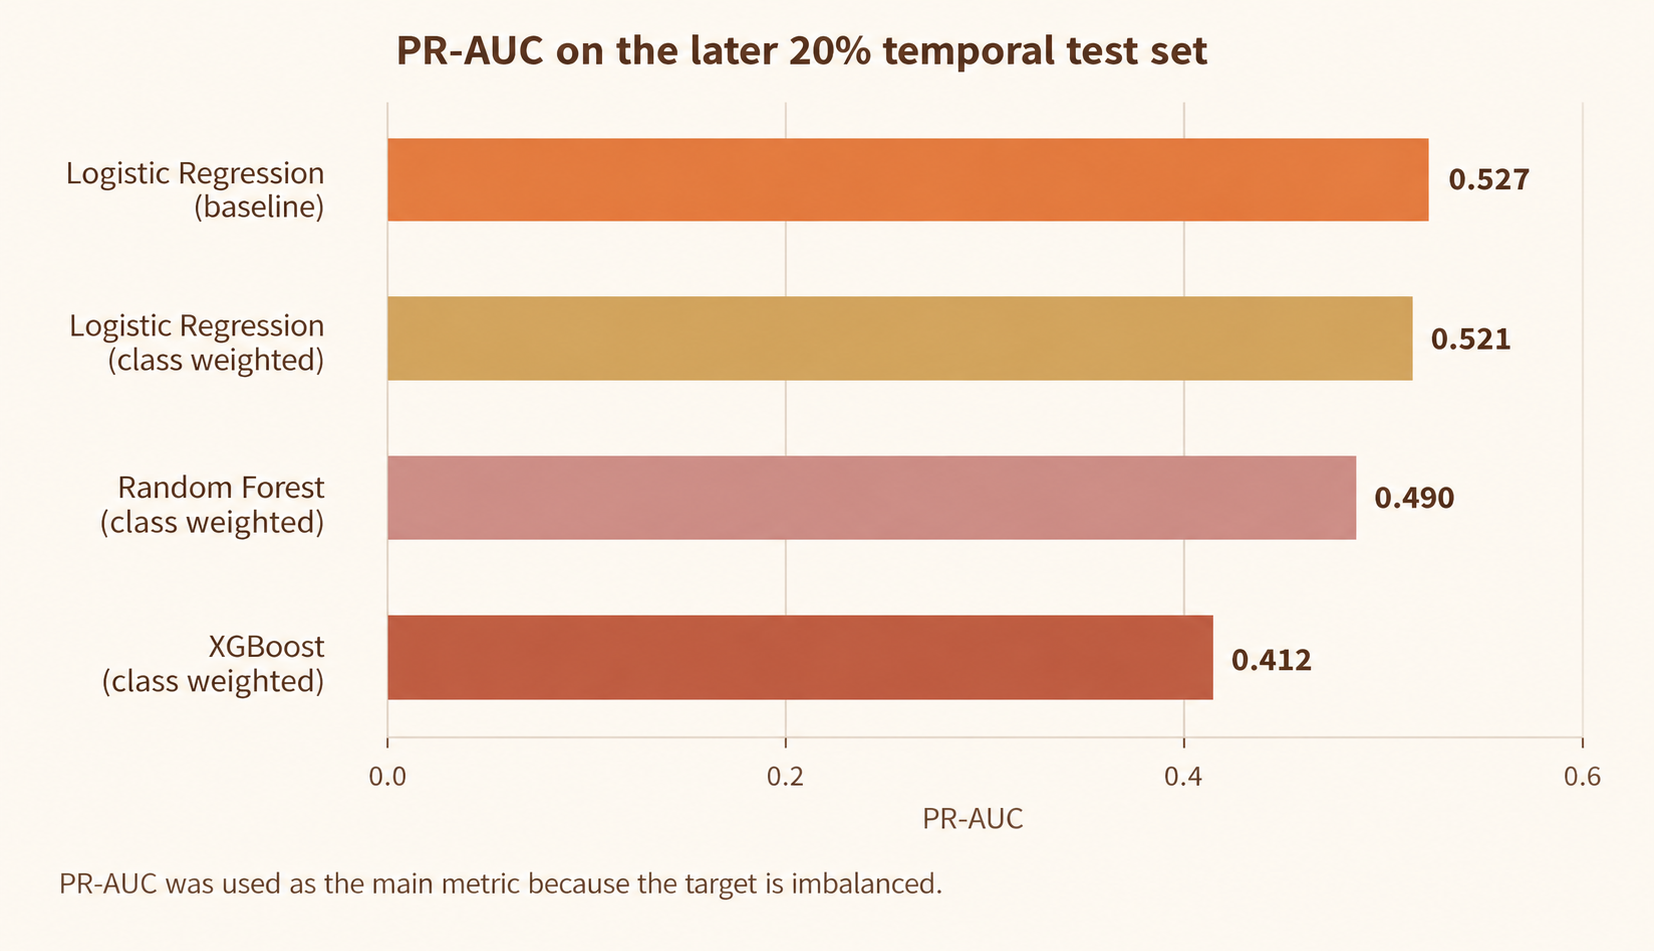 PR-AUC on the later 20% temporal test set
Logistic Regression
(baseline)
0.527
Logistic Regression
(class weighted)
0.521
Random Forest
(class weighted)
0.490
XGBoost
(class weighted)
0.412
0.0 0.2 0.4 0.6
PR-AUC
PR-AUC was used as the main metric because the target is imbalanced.